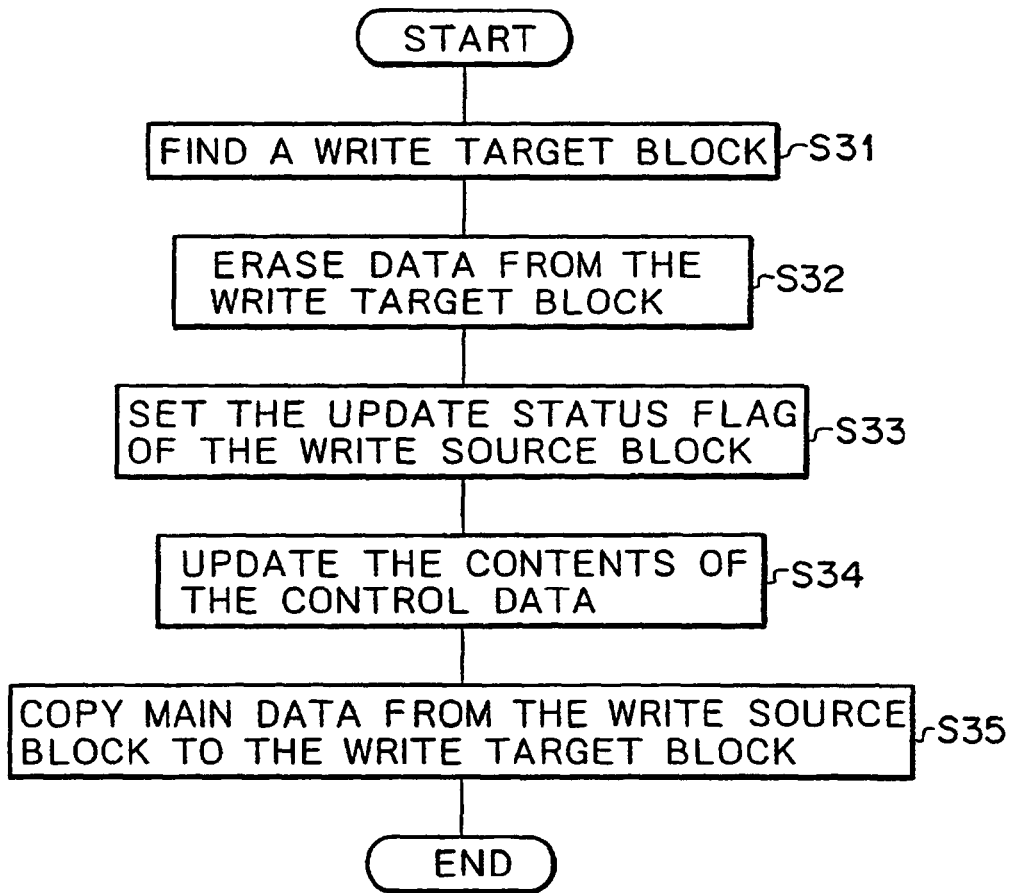 START
FIND A WRITE TARGET BLOCK
S31
ERASE DATA FROM THE
WRITE TARGET BLOCK
S32
SET THE UPDATE STATUS FLAG
OF THE WRITE SOURCE BLOCK
S33
UPDATE THE CONTENTS OF
THE CONTROL DATA
S34
COPY MAIN DATA FROM THE WRITE SOURCE
BLOCK TO THE WRITE TARGET BLOCK
S35
END